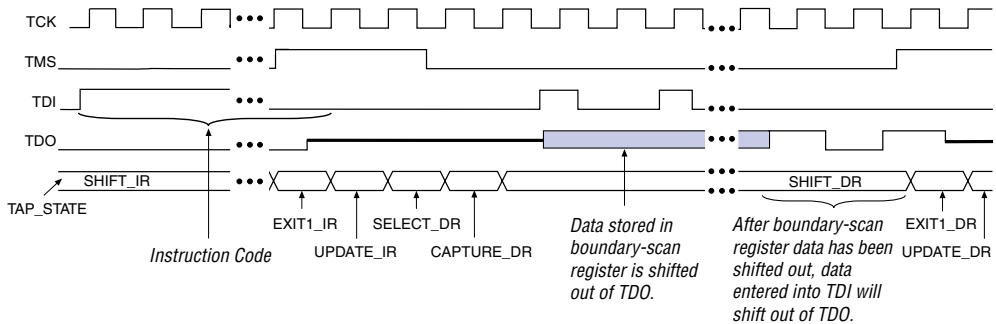 TCK
TMS
TDI
TDO
SHIFT_IR
SHIFT_DR
TAP_STATE
EXIT1_IR
SELECT_DR
EXIT1_DR
UPDATE_IR
CAPTURE_DR
UPDATE_DR
Instruction Code
Data stored in
boundary-scan
register is shifted
out of TDO.
After boundary-scan
register data has been
shifted out, data
entered into TDI will
shift out of TDO.